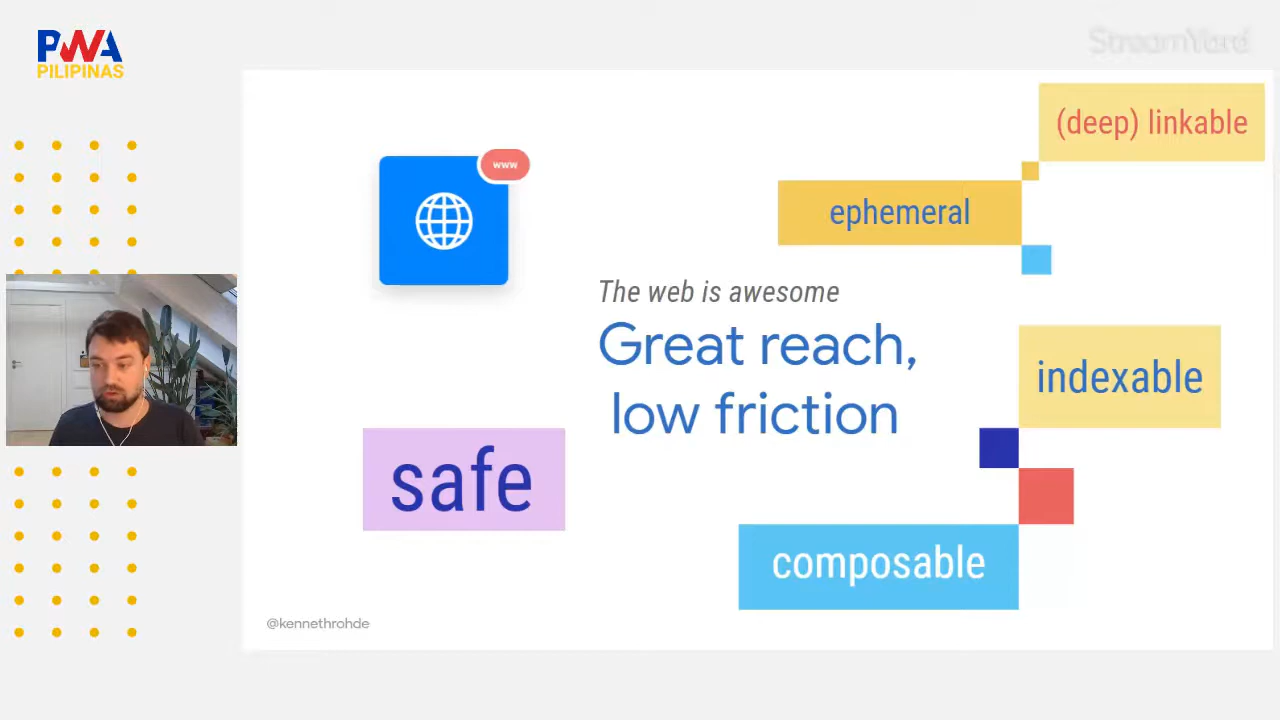 PWA
PILIPINAS
StreamYard
(deep) linkable
www
ephemeral
The web is awesome
Great reach,
low friction
indexable
safe
composable
@kennethrohde